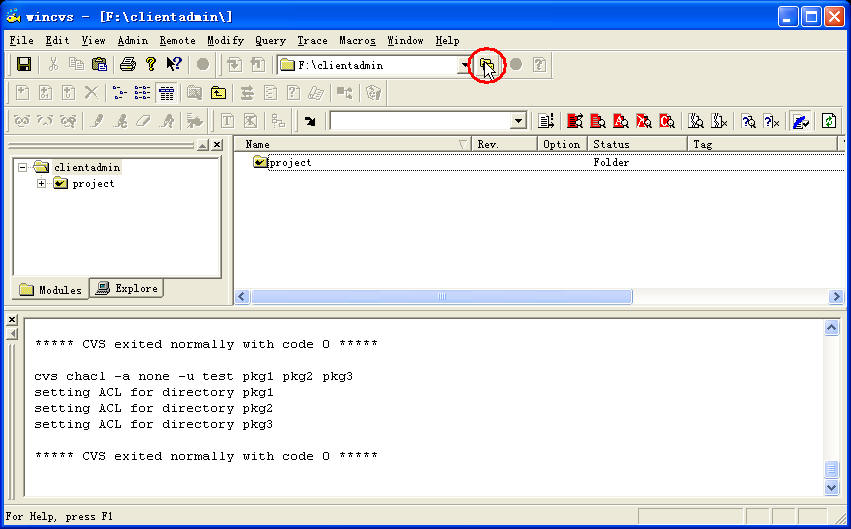 wincvs - [F:\clientadmin\]
File Edit View Admin Remote Modify Query Trace Macros Window Help
F:\clientadmin
Name Rev. Option Status Tag
clientadmin
project
project Folder
Modules Explore
***** CVS exited normally with code 0 *****
cvs chacl -a none -u test pkg1 pkg2 pkg3
setting ACL for directory pkg1
setting ACL for directory pkg2
setting ACL for directory pkg3
***** CVS exited normally with code 0 *****
For Help, press F1